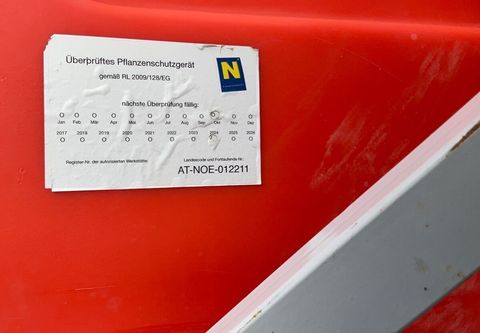 Überprüftes Pflanzenschutzgerät
gemäß RL 2009/128/EG
N
nächste Überprüfung fällig:
Jan Feb Mär Apr Mai Jun Jul Aug Sep Okt Nov Dez
2017 2018 2019 2020 2021 2022 2023 2024 2025 2026
Register-Nr. der autorisierten Werkstätte:
Landescode und Fortlaufende Nr.:
AT-NOE-012211